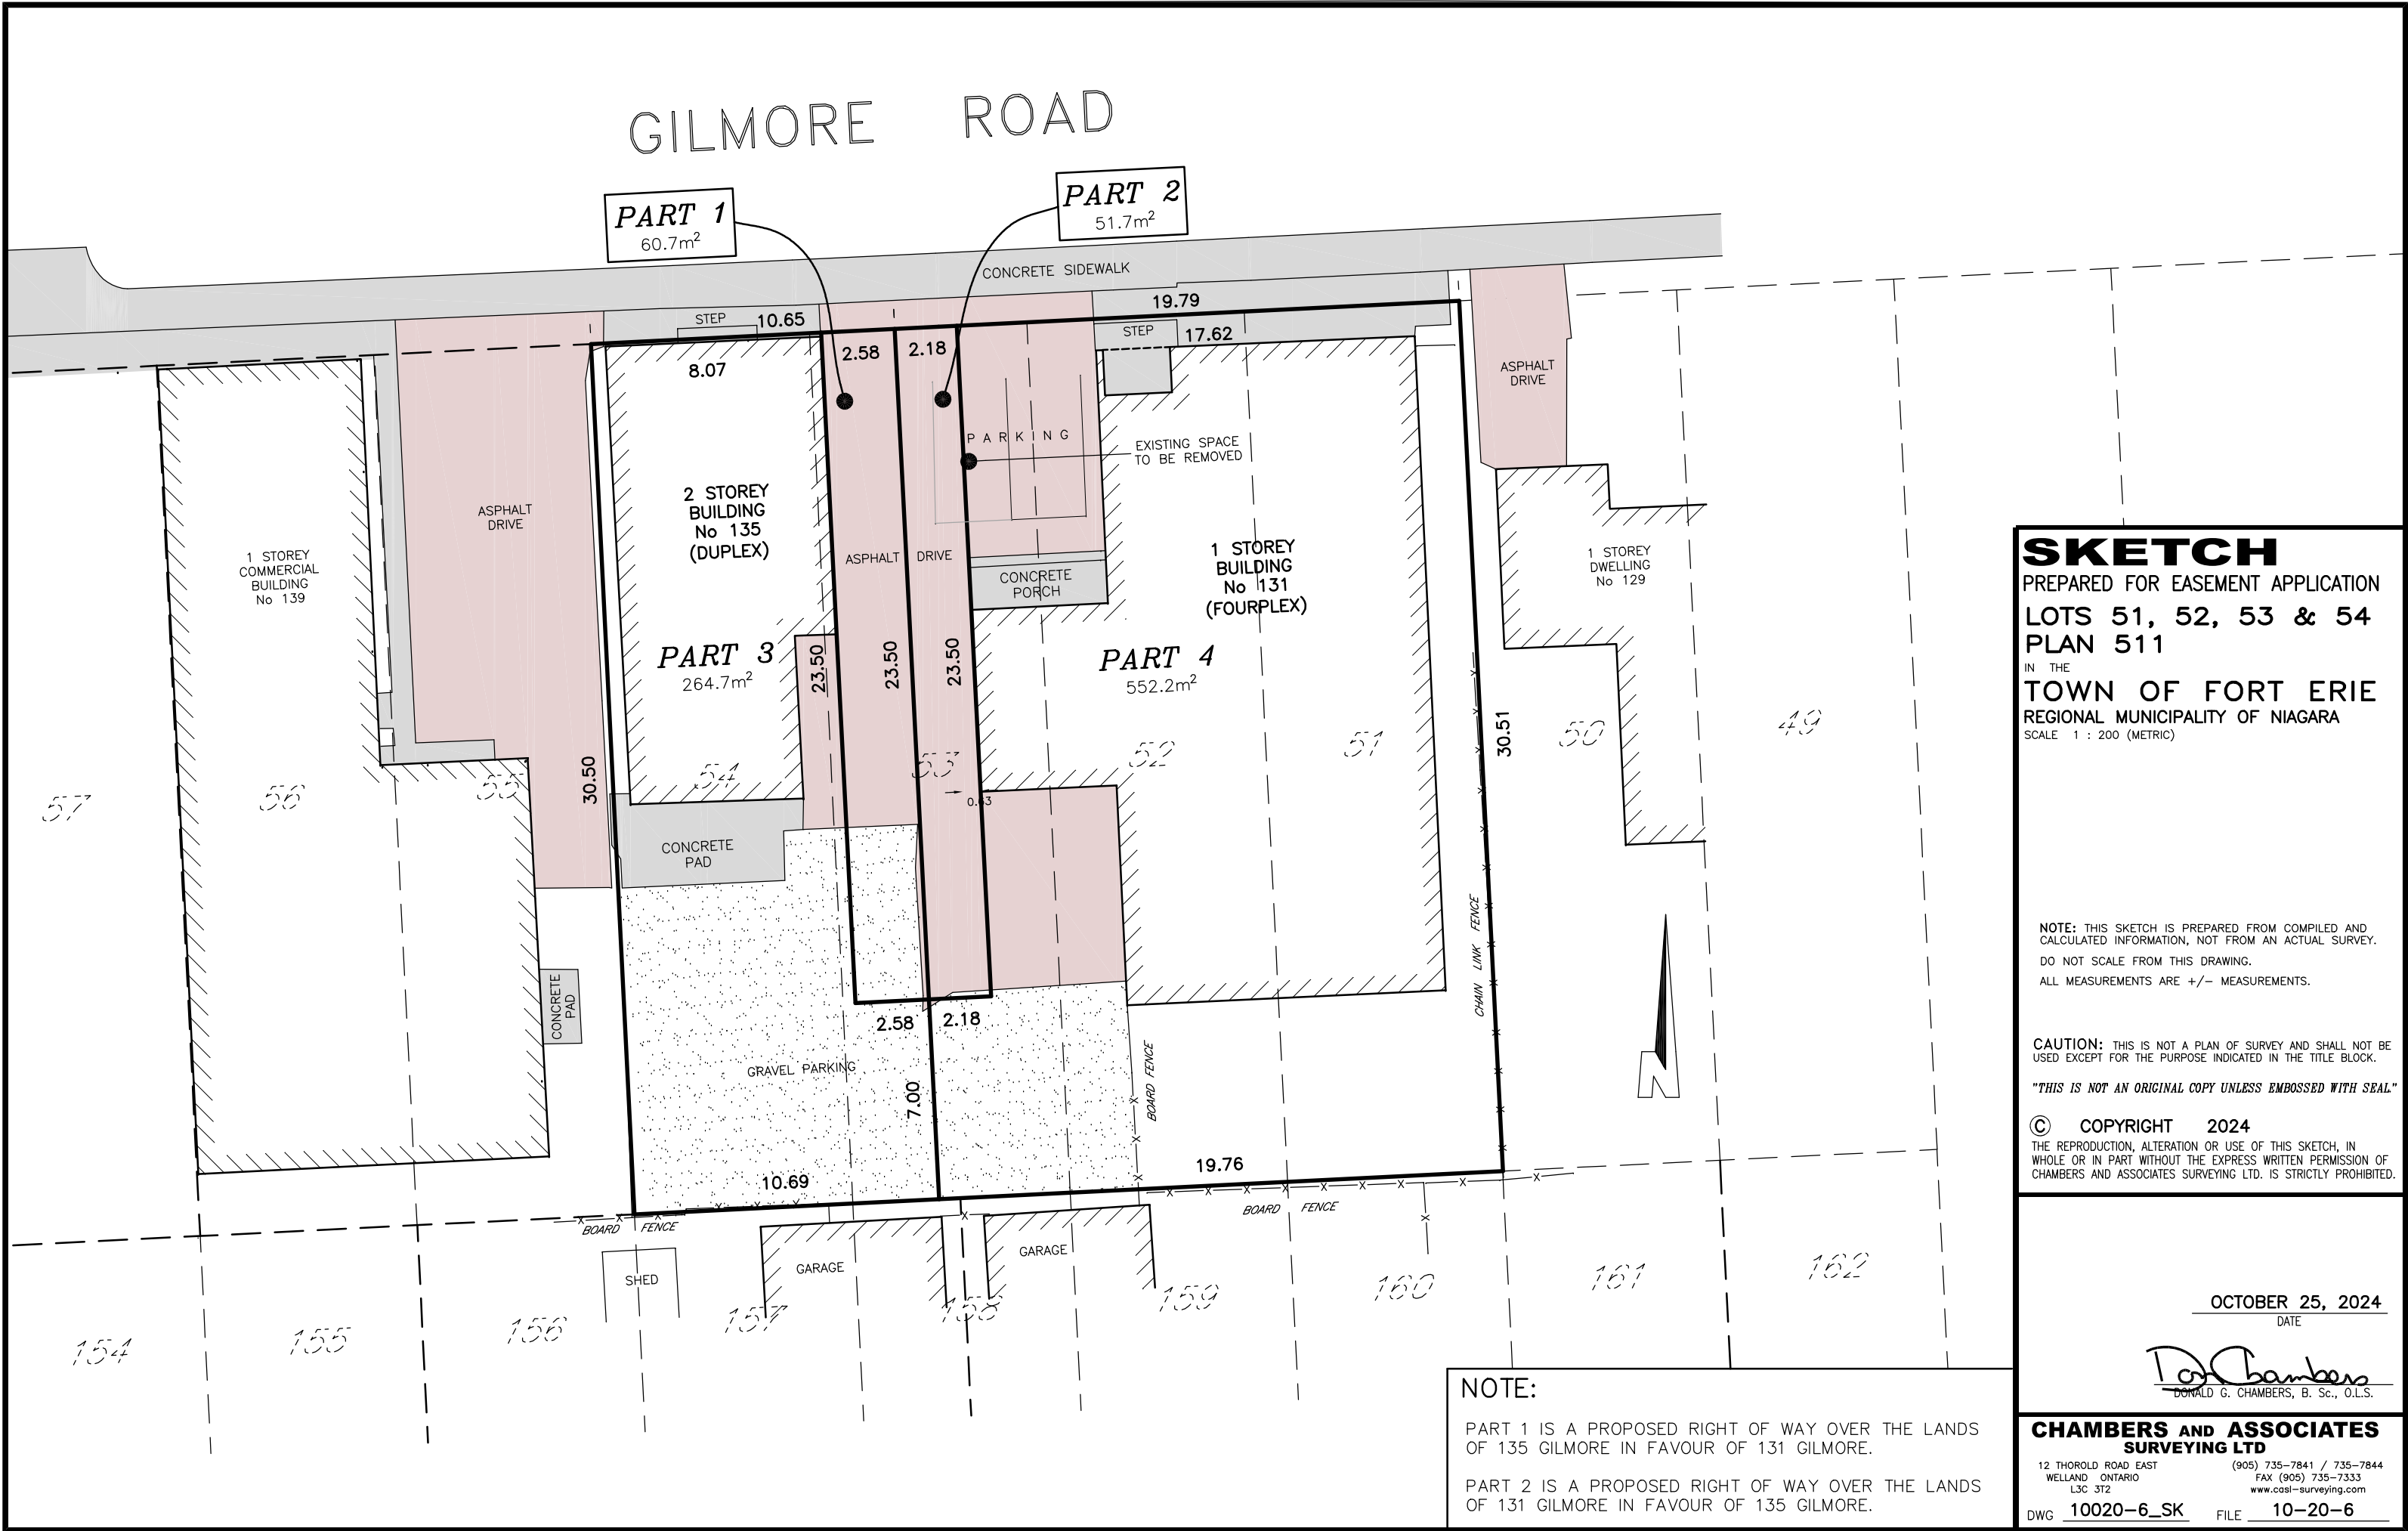 GILMORE ROAD
PART 1
60.7m²
PART 2
51.7m²
CONCRETE SIDEWALK
19.79
STEP
10.65
STEP
17.62
2.58
2.18
8.07
ASPHALT
DRIVE
PARKING
EXISTING SPACE
TO BE REMOVED
2 STOREY
BUILDING
No 135
(DUPLEX)
ASPHALT
DRIVE
1 STOREY
COMMERCIAL
BUILDING
No 139
ASPHALT DRIVE
1 STOREY
BUILDING
No 131
(FOURPLEX)
1 STOREY
DWELLING
No 129
CONCRETE
PORCH
PART 3
264.7m²
23.50
23.50
23.50
PART 4
552.2m²
30.50
30.51
57
56
55
54
53
52
51
50
49
0.63
CONCRETE
PAD
CONCRETE
PAD
CHAIN LINK FENCE
2.58
2.18
GRAVEL PARKING
7.00
BOARD FENCE
10.69
19.76
BOARD FENCE
BOARD FENCE
SHED
GARAGE
GARAGE
154
155
156
157
158
159
160
161
162
N
NOTE:
PART 1 IS A PROPOSED RIGHT OF WAY OVER THE LANDS
OF 135 GILMORE IN FAVOUR OF 131 GILMORE.
PART 2 IS A PROPOSED RIGHT OF WAY OVER THE LANDS
OF 131 GILMORE IN FAVOUR OF 135 GILMORE.
SKETCH
PREPARED FOR EASEMENT APPLICATION
LOTS 51, 52, 53 & 54
PLAN 511
IN THE
TOWN OF FORT ERIE
REGIONAL MUNICIPALITY OF NIAGARA
SCALE 1 : 200 (METRIC)
NOTE: THIS SKETCH IS PREPARED FROM COMPILED AND
CALCULATED INFORMATION, NOT FROM AN ACTUAL SURVEY.
DO NOT SCALE FROM THIS DRAWING.
ALL MEASUREMENTS ARE +/- MEASUREMENTS.
CAUTION: THIS IS NOT A PLAN OF SURVEY AND SHALL NOT BE
USED EXCEPT FOR THE PURPOSE INDICATED IN THE TITLE BLOCK.
"THIS IS NOT AN ORIGINAL COPY UNLESS EMBOSSED WITH SEAL"
© COPYRIGHT 2024
THE REPRODUCTION, ALTERATION OR USE OF THIS SKETCH, IN
WHOLE OR IN PART WITHOUT THE EXPRESS WRITTEN PERMISSION OF
CHAMBERS AND ASSOCIATES SURVEYING LTD. IS STRICTLY PROHIBITED.
OCTOBER 25, 2024
DATE
Don Chambers
DONALD G. CHAMBERS, B. Sc., O.L.S.
CHAMBERS AND ASSOCIATES
SURVEYING LTD
12 THOROLD ROAD EAST
WELLAND ONTARIO
L3C 3T2
(905) 735-7841 / 735-7844
FAX (905) 735-7333
www.casl-surveying.com
DWG 10020-6_SK FILE 10-20-6